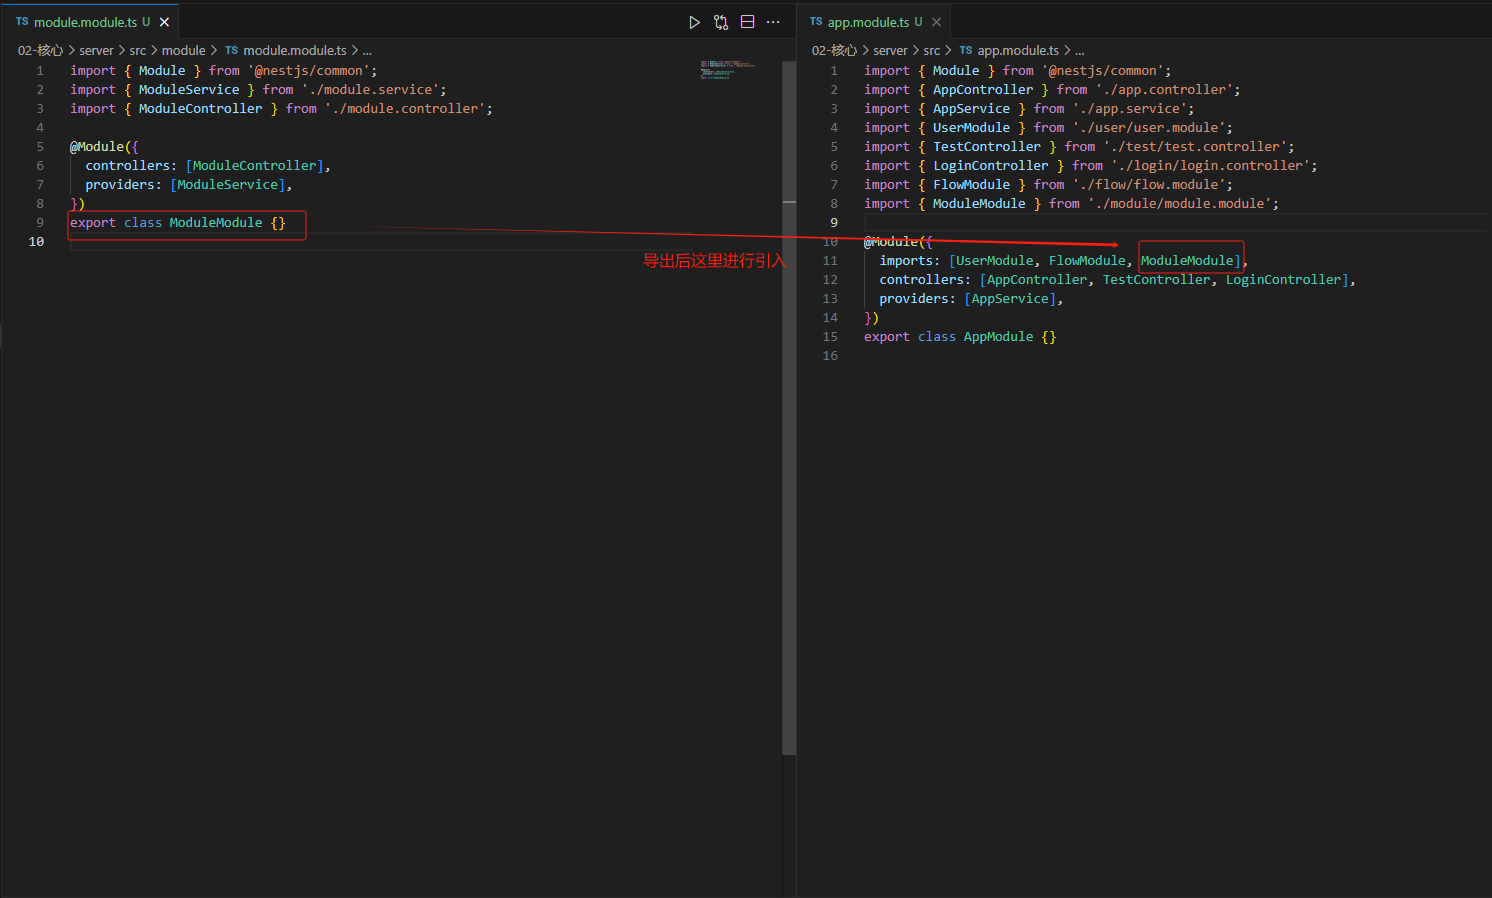 TS module.module.ts U
02-核心 > server > src > module > TS module.module.ts > ...
1 import { Module } from '@nestjs/common';
2 import { ModuleService } from './module.service';
3 import { ModuleController } from './module.controller';
4
5 @Module({
6 controllers: [ModuleController],
7 providers: [ModuleService],
8 })
9 export class ModuleModule {}
10
导出后这里进行引入
TS app.module.ts U
02-核心 > server > src > TS app.module.ts > ...
1 import { Module } from '@nestjs/common';
2 import { AppController } from './app.controller';
3 import { AppService } from './app.service';
4 import { UserModule } from './user/user.module';
5 import { TestController } from './test/test.controller';
6 import { LoginController } from './login/login.controller';
7 import { FlowModule } from './flow/flow.module';
8 import { ModuleModule } from './module/module.module';
9
10 @Module({
11 imports: [UserModule, FlowModule, ModuleModule],
12 controllers: [AppController, TestController, LoginController],
13 providers: [AppService],
14 })
15 export class AppModule {}
16